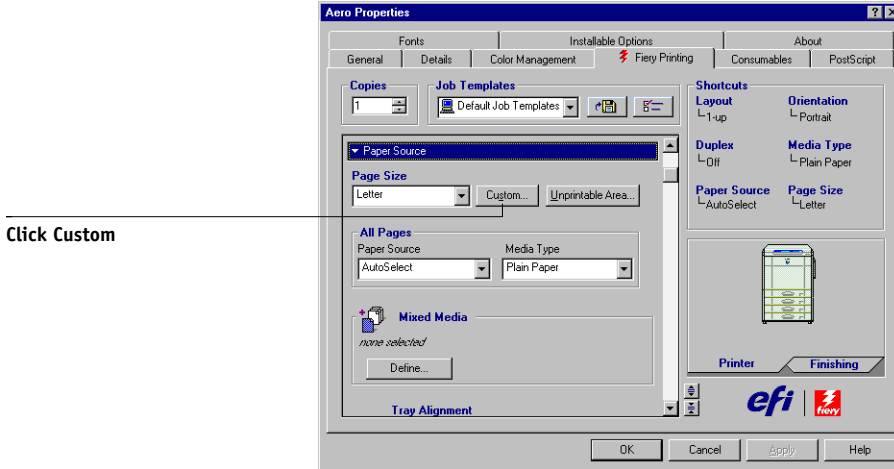 Aero Properties
Fonts Installable Options About
General Details Color Management Fiery Printing Consumables PostScript
Copies
1
Job Templates
Default Job Templates
Shortcuts
Layout
1-up
Orientation
Portrait
Duplex
Off
Media Type
Plain Paper
Paper Source
AutoSelect
Page Size
Letter
Paper Source
Page Size
Letter Custom... Unprintable Area...
Click Custom
All Pages
Paper Source Media Type
AutoSelect Plain Paper
Mixed Media
none selected
Define...
Tray Alignment
Printer Finishing
efi fiery
OK Cancel Apply Help